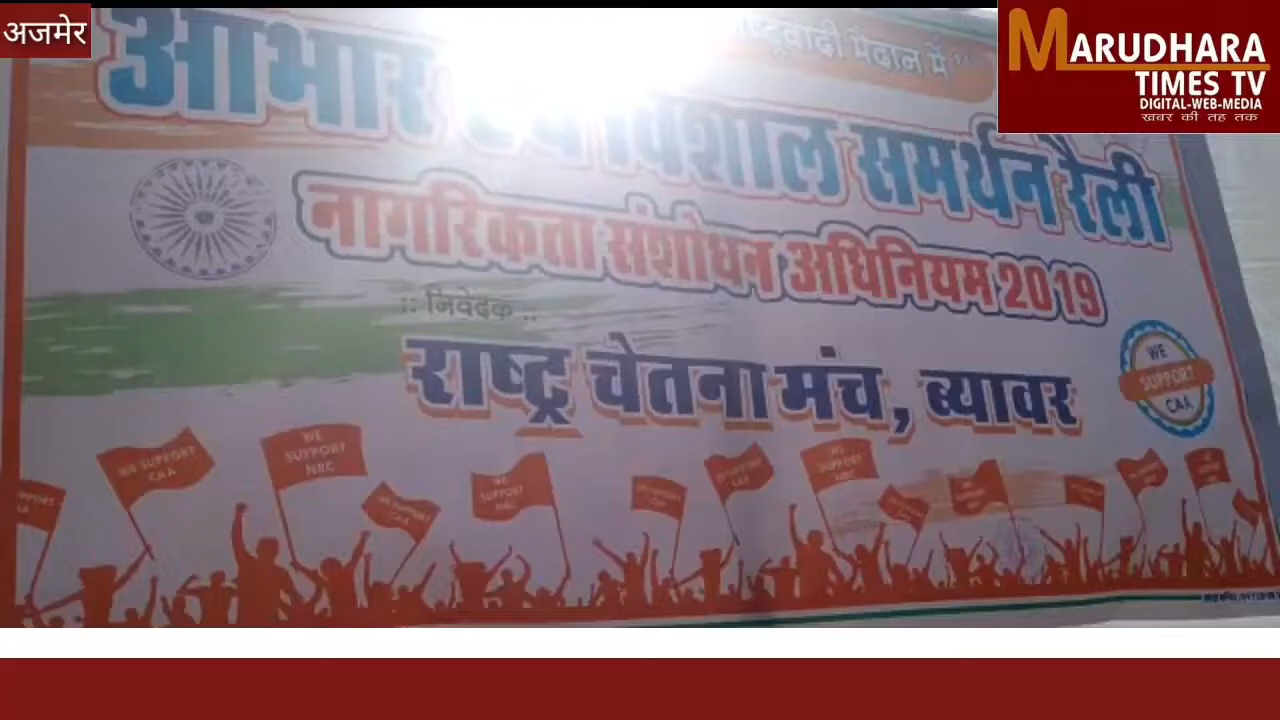 अजमेर
MARUDHARA
TIMES TV
DIGITAL-WEB-MEDIA
खबर की तह तक
मैदान में
आभार एवं विशाल समर्थन रैली
नागरिकता संशोधन अधिनियम 2019
:: निवेदक ::
राष्ट्र चेतना मंच, ब्यावर
WE
SUPPORT
CAA
WE SUPPORT
CAA
WE
SUPPORT
NRC